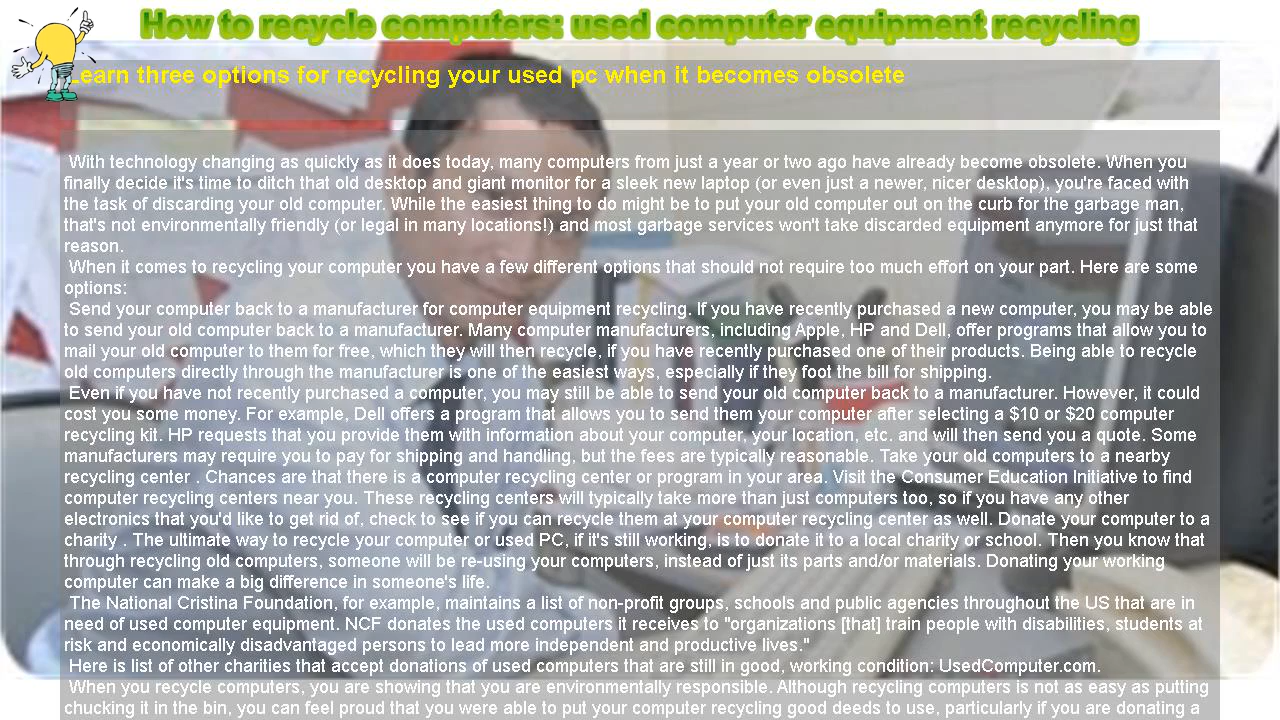 How to recycle computers: used computer equipment recycling
Learn three options for recycling your used pc when it becomes obsolete
With technology changing as quickly as it does today, many computers from just a year or two ago have already become obsolete. When you
finally decide it's time to ditch that old desktop and giant monitor for a sleek new laptop (or even just a newer, nicer desktop), you're faced with
the task of discarding your old computer. While the easiest thing to do might be to put your old computer out on the curb for the garbage man,
that's not environmentally friendly (or legal in many locations!) and most garbage services won't take discarded equipment anymore for just that
reason.
When it comes to recycling your computer you have a few different options that should not require too much effort on your part. Here are some
options:
Send your computer back to a manufacturer for computer equipment recycling. If you have recently purchased a new computer, you may be able
to send your old computer back to a manufacturer. Many computer manufacturers, including Apple, HP and Dell, offer programs that allow you to
mail your old computer to them for free, which they will then recycle, if you have recently purchased one of their products. Being able to recycle
old computers directly through the manufacturer is one of the easiest ways, especially if they foot the bill for shipping.
Even if you have not recently purchased a computer, you may still be able to send your old computer back to a manufacturer. However, it could
cost you some money. For example, Dell offers a program that allows you to send them your computer after selecting a $10 or $20 computer
recycling kit. HP requests that you provide them with information about your computer, your location, etc. and will then send you a quote. Some
manufacturers may require you to pay for shipping and handling, but the fees are typically reasonable. Take your old computers to a nearby
recycling center . Chances are that there is a computer recycling center or program in your area. Visit the Consumer Education Initiative to find
computer recycling centers near you. These recycling centers will typically take more than just computers too, so if you have any other
electronics that you'd like to get rid of, check to see if you can recycle them at your computer recycling center as well. Donate your computer to a
charity . The ultimate way to recycle your computer or used PC, if it's still working, is to donate it to a local charity or school. Then you know that
through recycling old computers, someone will be re-using your computers, instead of just its parts and/or materials. Donating your working
computer can make a big difference in someone's life.
The National Cristina Foundation, for example, maintains a list of non-profit groups, schools and public agencies throughout the US that are in
need of used computer equipment. NCF donates the used computers it receives to "organizations [that] train people with disabilities, students at
risk and economically disadvantaged persons to lead more independent and productive lives."
Here is list of other charities that accept donations of used computers that are still in good, working condition: UsedComputer.com.
When you recycle computers, you are showing that you are environmentally responsible. Although recycling computers is not as easy as putting
chucking it in the bin, you can feel proud that you were able to put your computer recycling good deeds to use, particularly if you are donating a